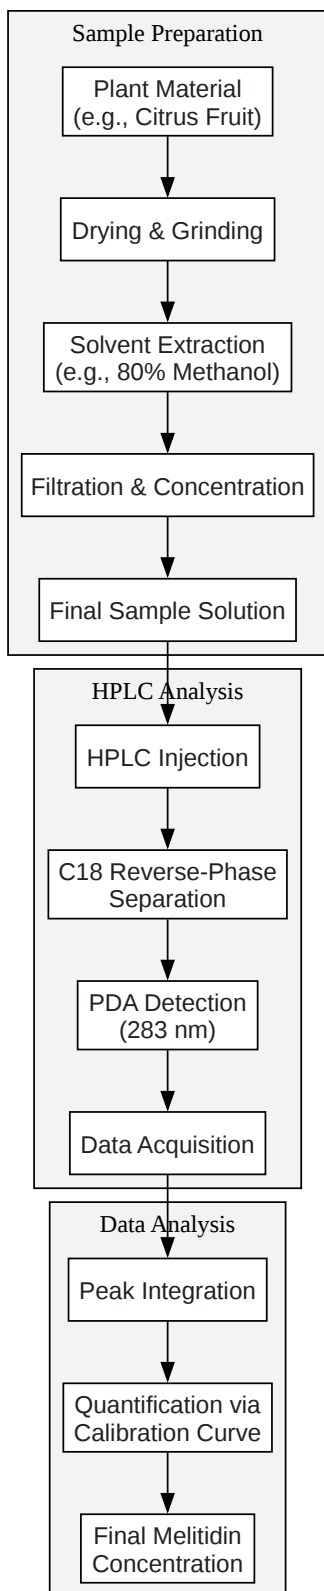 Sample Preparation
Plant Material
(e.g., Citrus Fruit)
Drying & Grinding
Solvent Extraction
(e.g., 80% Methanol)
Filtration & Concentration
Final Sample Solution
HPLC Analysis
HPLC Injection
C18 Reverse-Phase
Separation
PDA Detection
(283 nm)
Data Acquisition
Data Analysis
Peak Integration
Quantification via
Calibration Curve
Final Melitidin
Concentration